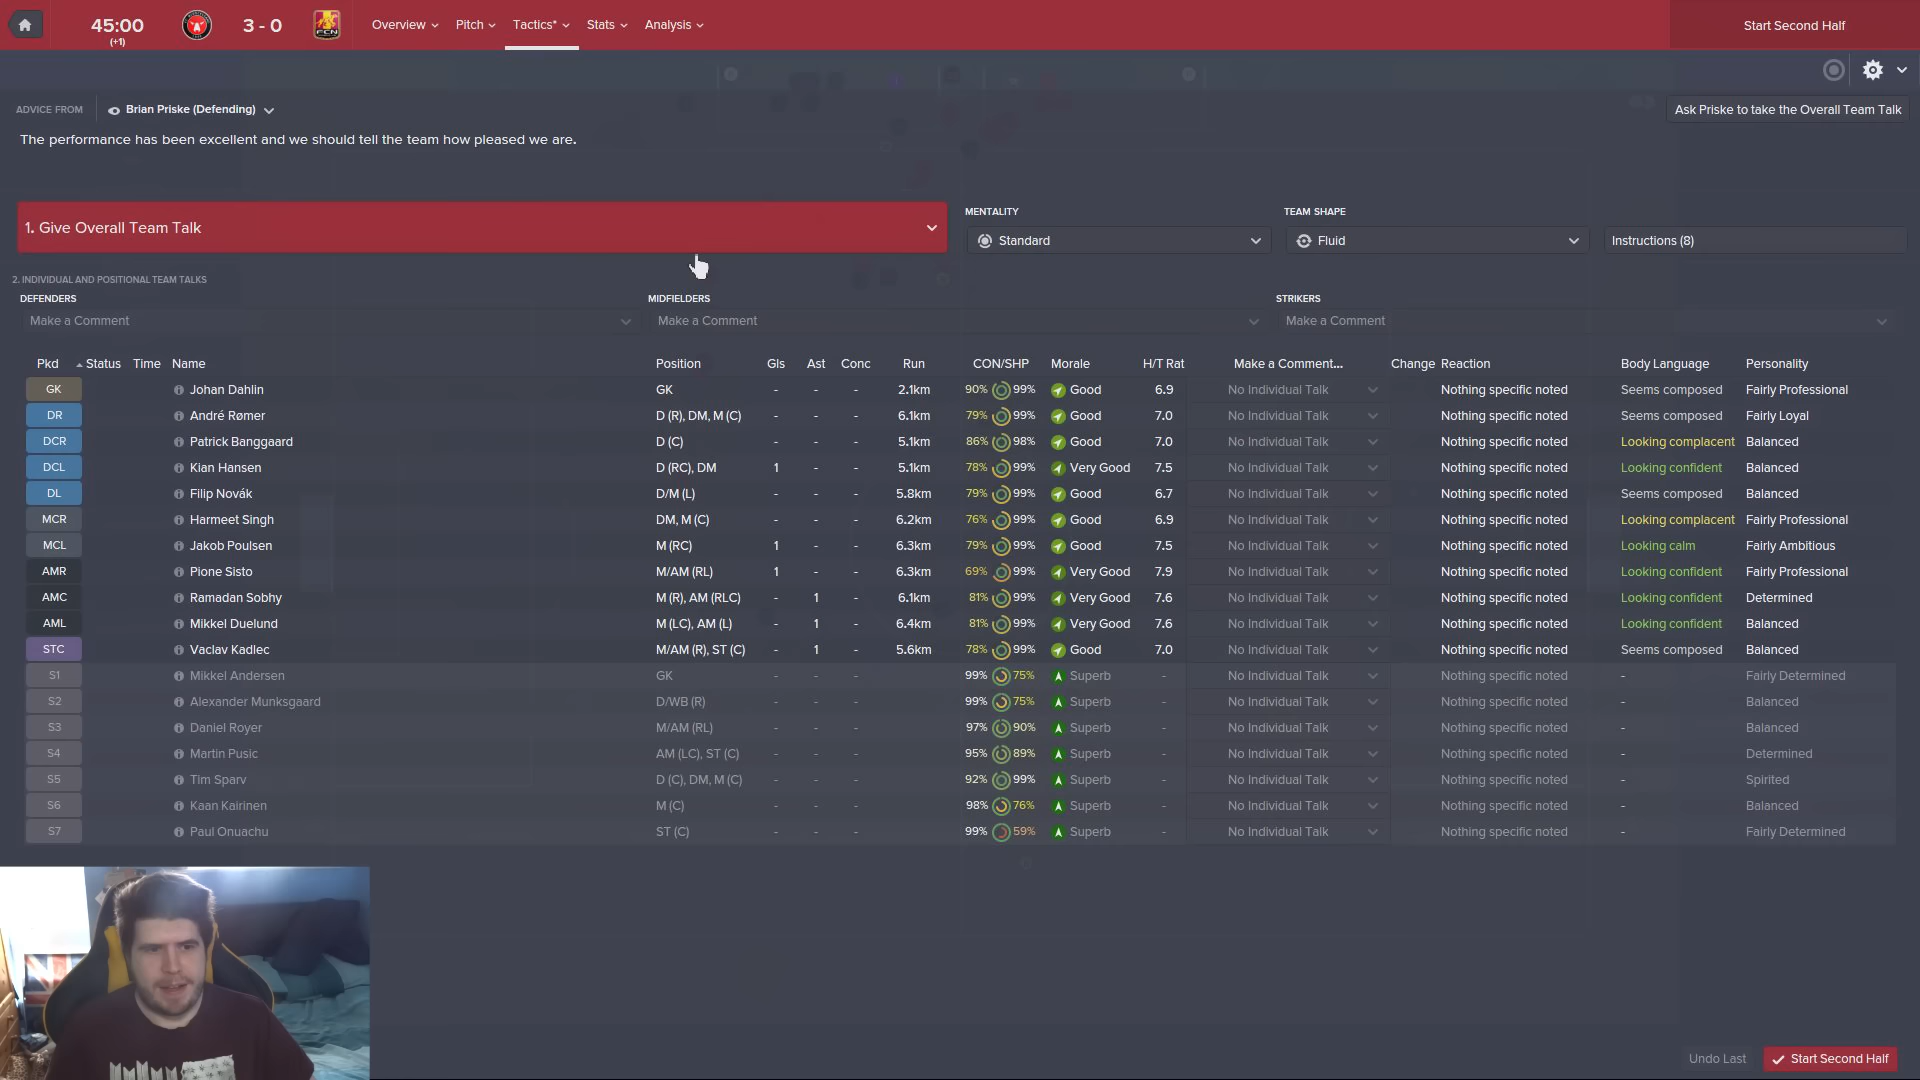 45:00 3 - 0 Overview Pitch Tactics* Stats Analysis Start Second Half
(+1)
FCN
ADVICE FROM Brian Priske (Defending) Ask Priske to take the Overall Team Talk
The performance has been excellent and we should tell the team how pleased we are.
1. Give Overall Team Talk
MENTALITY TEAM SHAPE
Standard Fluid Instructions (8)
2. INDIVIDUAL AND POSITIONAL TEAM TALKS
DEFENDERS MIDFIELDERS STRIKERS
Make a Comment Make a Comment Make a Comment
Pkd Status Time Name Position Gls Ast Conc Run CON/SHP Morale H/T Rat Make a Comment... Change Reaction Body Language Personality
GK Johan Dahlin GK - - - 2.1km 90% 99% Good 6.9 No Individual Talk Nothing specific noted Seems composed Fairly Professional
DR André Rømer D (R), DM, M (C) - - - 6.1km 79% 99% Good 7.0 No Individual Talk Nothing specific noted Seems composed Fairly Loyal
DCR Patrick Banggaard D (C) - - - 5.1km 86% 98% Good 7.0 No Individual Talk Nothing specific noted Looking complacent Balanced
DCL Kian Hansen D (RC), DM 1 - - 5.1km 78% 99% Very Good 7.5 No Individual Talk Nothing specific noted Looking confident Balanced
DL Filip Novák D/M (L) - - - 5.8km 79% 99% Good 6.7 No Individual Talk Nothing specific noted Seems composed Balanced
MCR Harmeet Singh DM, M (C) - - - 6.2km 76% 99% Good 6.9 No Individual Talk Nothing specific noted Looking complacent Fairly Professional
MCL Jakob Poulsen M (RC) 1 - - 6.3km 79% 99% Good 7.5 No Individual Talk Nothing specific noted Looking calm Fairly Ambitious
AMR Pione Sisto M/AM (RL) 1 - - 6.3km 69% 99% Very Good 7.9 No Individual Talk Nothing specific noted Looking confident Fairly Professional
AMC Ramadan Sobhy M (R), AM (RLC) - 1 - 6.1km 81% 99% Very Good 7.6 No Individual Talk Nothing specific noted Looking confident Determined
AML Mikkel Duelund M (LC), AM (L) - 1 - 6.4km 81% 99% Very Good 7.6 No Individual Talk Nothing specific noted Looking confident Balanced
STC Vaclav Kadlec M/AM (R), ST (C) - 1 - 5.6km 78% 99% Good 7.0 No Individual Talk Nothing specific noted Seems composed Balanced
S1 Mikkel Andersen GK - - - 99% 75% Superb - No Individual Talk Nothing specific noted - Fairly Determined
S2 Alexander Munksgaard D/WB (R) - - - 99% 75% Superb - No Individual Talk Nothing specific noted - Balanced
S3 Daniel Royer M/AM (RL) - - - 97% 90% Superb - No Individual Talk Nothing specific noted - Balanced
S4 Martin Pusic AM (LC), ST (C) - - - 95% 89% Superb - No Individual Talk Nothing specific noted - Determined
S5 Tim Sparv D (C), DM, M (C) - - - 92% 99% Superb - No Individual Talk Nothing specific noted - Spirited
S6 Kaan Kairinen M (C) - - - 98% 76% Superb - No Individual Talk Nothing specific noted - Balanced
S7 Paul Onuachu ST (C) - - - 99% 59% Superb - No Individual Talk Nothing specific noted - Fairly Determined
Undo Last Start Second Half